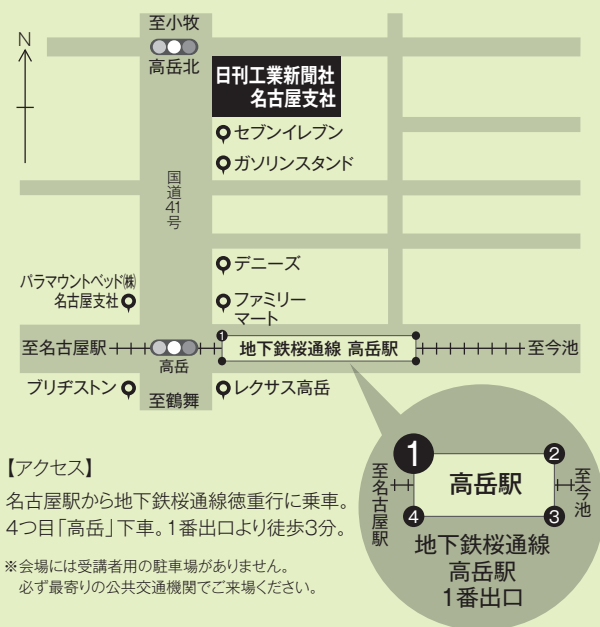 至小牧
N
高岳北
日刊工業新聞社
名古屋支社
セブンイレブン
ガソリンスタンド
国道41号
デニーズ
パラマウントベッド㈱
名古屋支社
ファミリー
マート
至名古屋駅
1
地下鉄桜通線 高岳駅
至今池
高岳
ブリヂストン
至鶴舞
レクサス高岳
【アクセス】
名古屋駅から地下鉄桜通線徳重行に乗車。
4つ目「高岳」下車。1番出口より徒歩3分。
※会場には受講者用の駐車場がありません。
必ず最寄りの公共交通機関でご来場ください。
1
2
至名古屋駅
高岳駅
至今池
4
3
地下鉄桜通線
高岳駅
1番出口